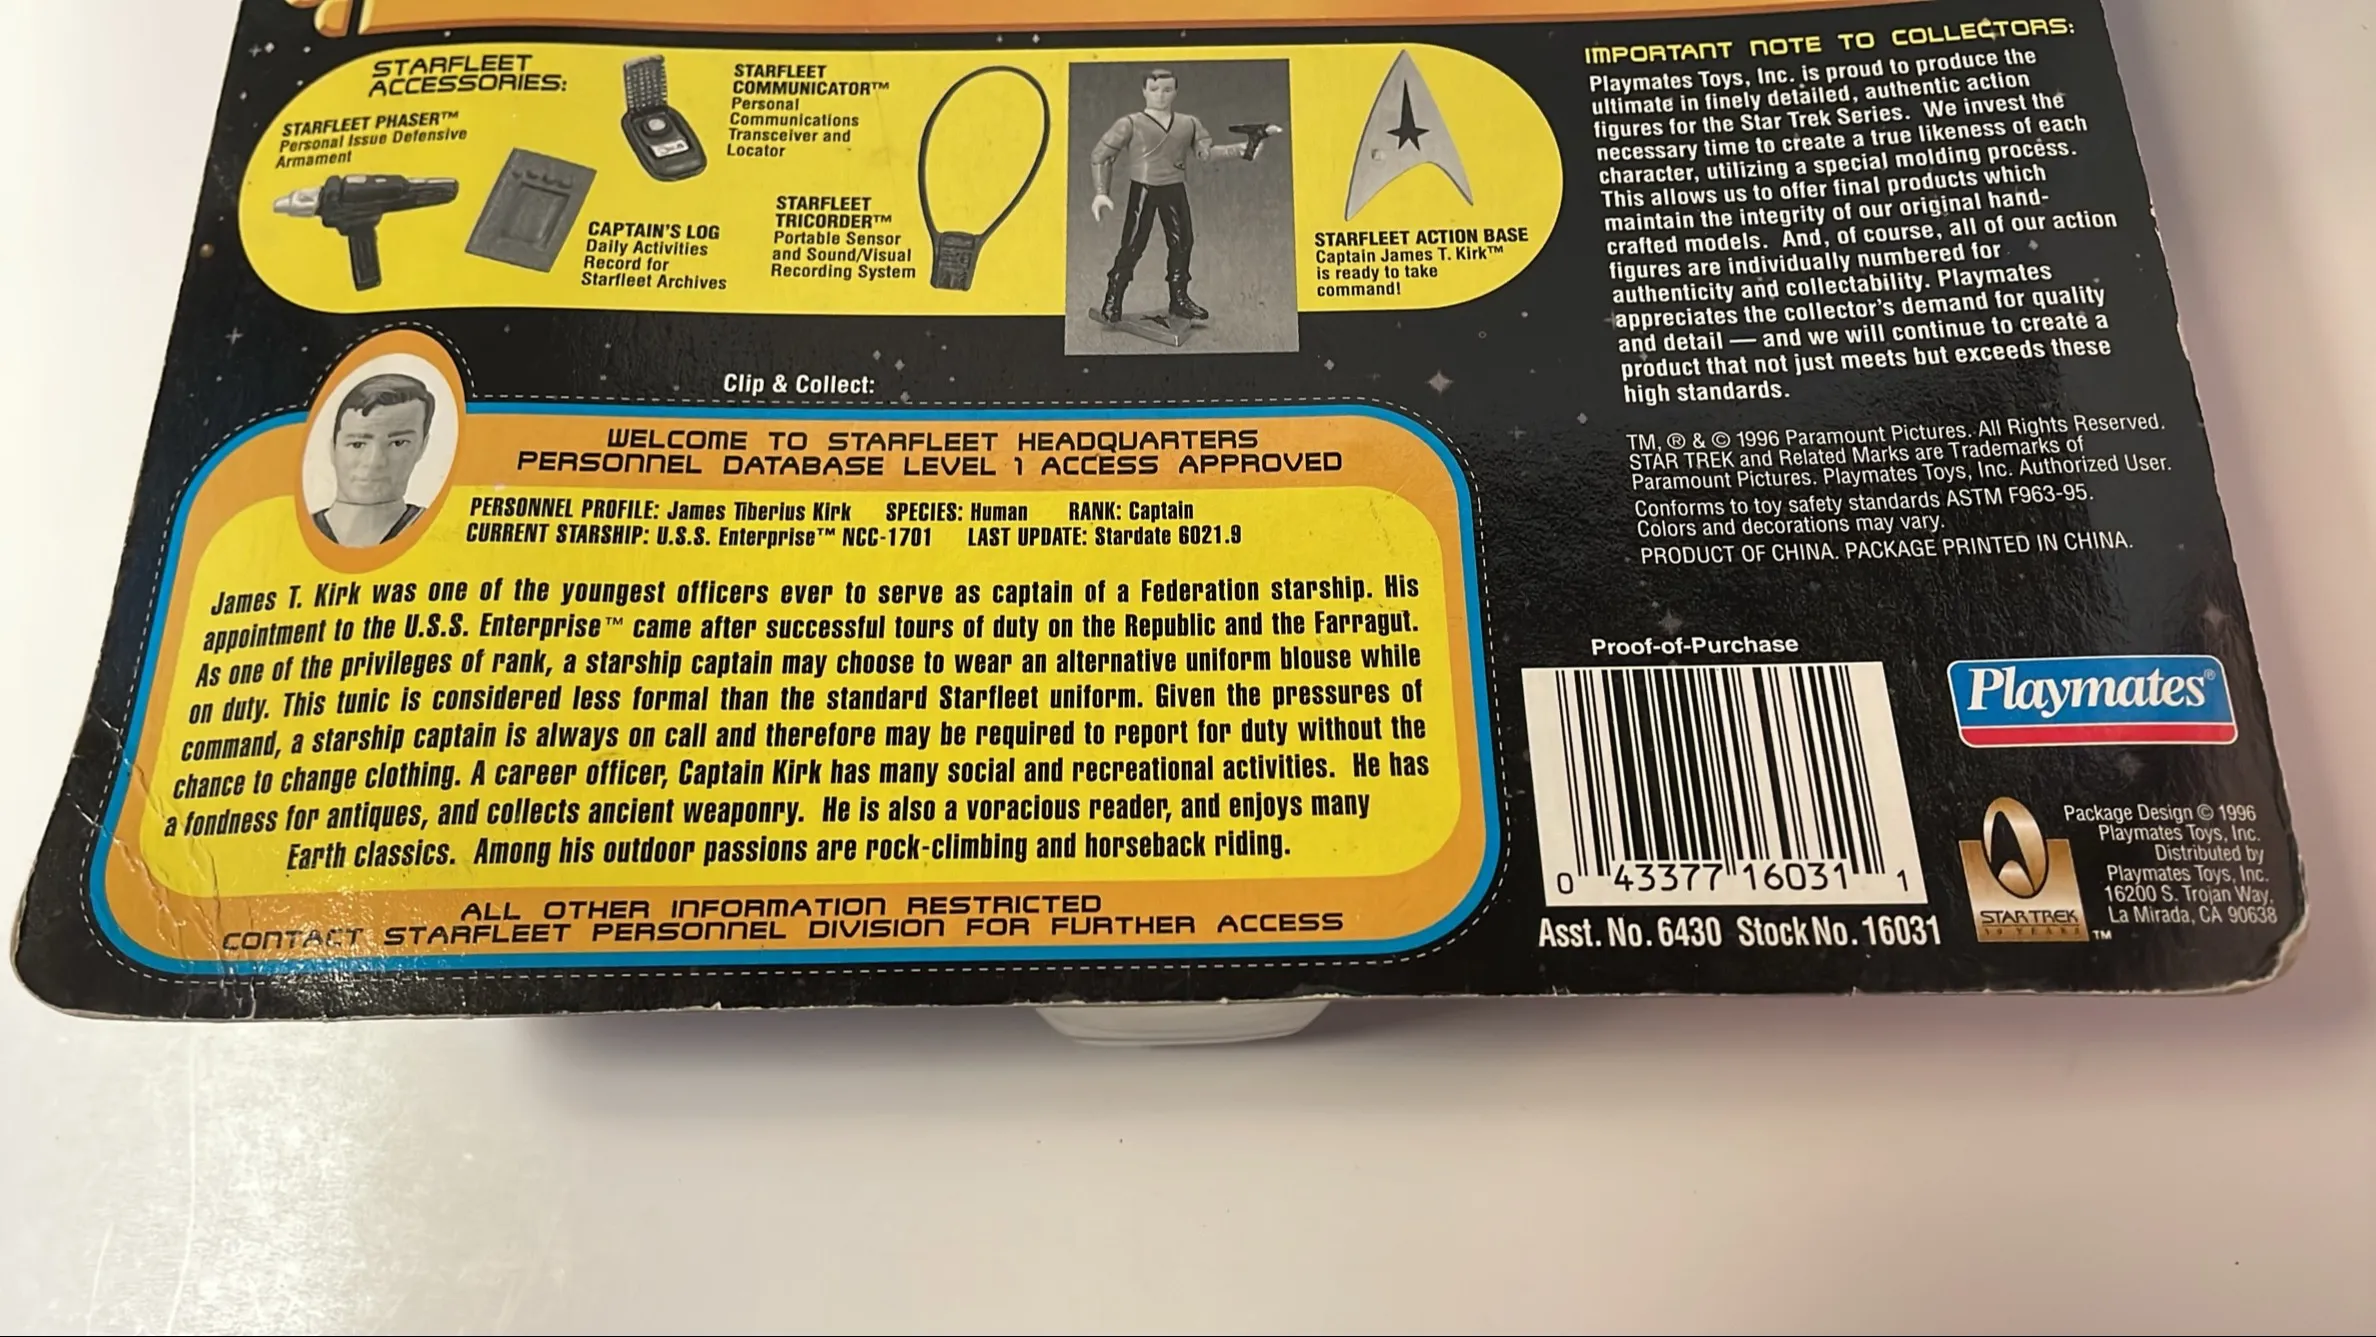 STARFLEET
ACCESSORIES:
STARFLEET PHASER™
Personal Issue Defensive
Armament
CAPTAIN'S LOG
Daily Activities
Record for
Starfleet Archives
STARFLEET
COMMUNICATOR™
Personal
Communications
Transceiver and
Locator
STARFLEET
TRICORDER™
Portable Sensor
and Sound/Visual
Recording System
STARFLEET ACTION BASE
Captain James T. Kirk™
is ready to take
command!
IMPORTANT NOTE TO COLLECTORS:
Playmates Toys, Inc. is proud to produce the
ultimate in finely detailed, authentic action
figures for the Star Trek Series. We invest the
necessary time to create a true likeness of each
character, utilizing a special molding process.
This allows us to offer final products which
maintain the integrity of our original hand-
crafted models. And, of course, all of our action
figures are individually numbered for
authenticity and collectability. Playmates
appreciates the collector's demand for quality
and detail — and we will continue to create a
product that not just meets but exceeds these
high standards.
TM, ® & © 1996 Paramount Pictures. All Rights Reserved.
STAR TREK and Related Marks are Trademarks of
Paramount Pictures. Playmates Toys, Inc. Authorized User.
Conforms to toy safety standards ASTM F963-95.
Colors and decorations may vary.
PRODUCT OF CHINA. PACKAGE PRINTED IN CHINA.
Clip & Collect:
WELCOME TO STARFLEET HEADQUARTERS
PERSONNEL DATABASE LEVEL 1 ACCESS APPROVED
PERSONNEL PROFILE: James Tiberius Kirk SPECIES: Human RANK: Captain
CURRENT STARSHIP: U.S.S. Enterprise™ NCC-1701 LAST UPDATE: Stardate 6021.9
James T. Kirk was one of the youngest officers ever to serve as captain of a Federation starship. His
appointment to the U.S.S. Enterprise™ came after successful tours of duty on the Republic and the Farragut.
As one of the privileges of rank, a starship captain may choose to wear an alternative uniform blouse while
on duty. This tunic is considered less formal than the standard Starfleet uniform. Given the pressures of
command, a starship captain is always on call and therefore may be required to report for duty without the
chance to change clothing. A career officer, Captain Kirk has many social and recreational activities. He has
a fondness for antiques, and collects ancient weaponry. He is also a voracious reader, and enjoys many
Earth classics. Among his outdoor passions are rock-climbing and horseback riding.
ALL OTHER INFORMATION RESTRICTED
CONTACT STARFLEET PERSONNEL DIVISION FOR FURTHER ACCESS
Proof-of-Purchase
0 43377 16031 1
Asst. No. 6430 Stock No. 16031
Playmates®
STAR TREK
30 YEARS
TM
Package Design © 1996
Playmates Toys, Inc.
Distributed by
Playmates Toys, Inc.
16200 S. Trojan Way,
La Mirada, CA 90638